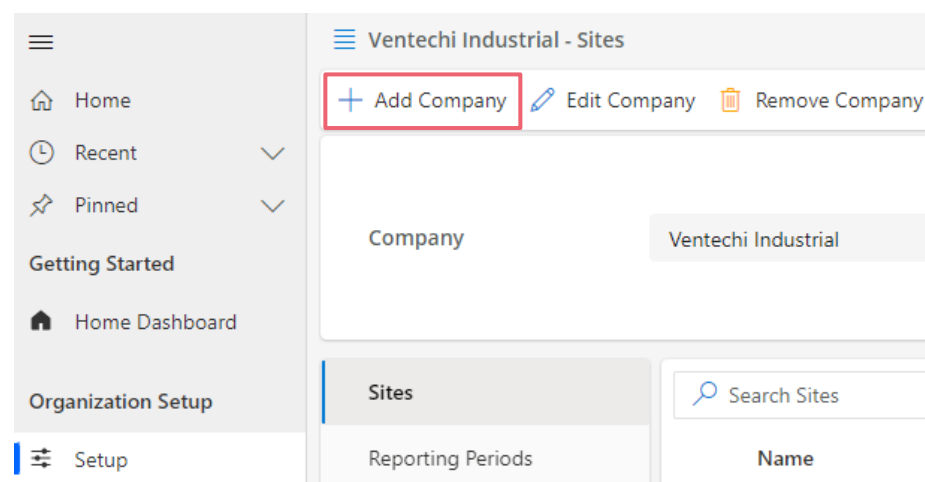 Home
Recent
Pinned
Getting Started
Home Dashboard
Organization Setup
Setup
Ventechi Industrial - Sites
Add Company
Edit Company
Remove Company
Company
Ventechi Industrial
Sites
Reporting Periods
Search Sites
Name